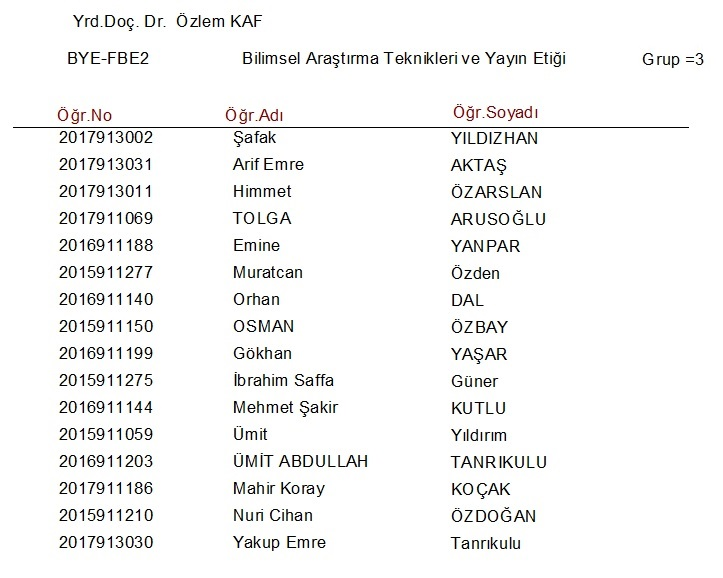 Yrd.Doç. Dr. Özlem KAF
BYE-FBE2 Bilimsel Araştırma Teknikleri ve Yayın Etiği Grup =3
Öğr.No Öğr.Adı Öğr.Soyadı
2017913002 Şafak YILDIZHAN
2017913031 Arif Emre AKTAŞ
2017913011 Himmet ÖZARSLAN
2017911069 TOLGA ARUSOĞLU
2016911188 Emine YANPAR
2015911277 Muratcan Özden
2016911140 Orhan DAL
2015911150 OSMAN ÖZBAY
2016911199 Gökhan YAŞAR
2015911275 İbrahim Saffa Güner
2016911144 Mehmet Şakir KUTLU
2015911059 Ümit Yıldırım
2016911203 ÜMİT ABDULLAH TANRIKULU
2017911186 Mahir Koray KOÇAK
2015911210 Nuri Cihan ÖZDOĞAN
2017913030 Yakup Emre Tanrıkulu